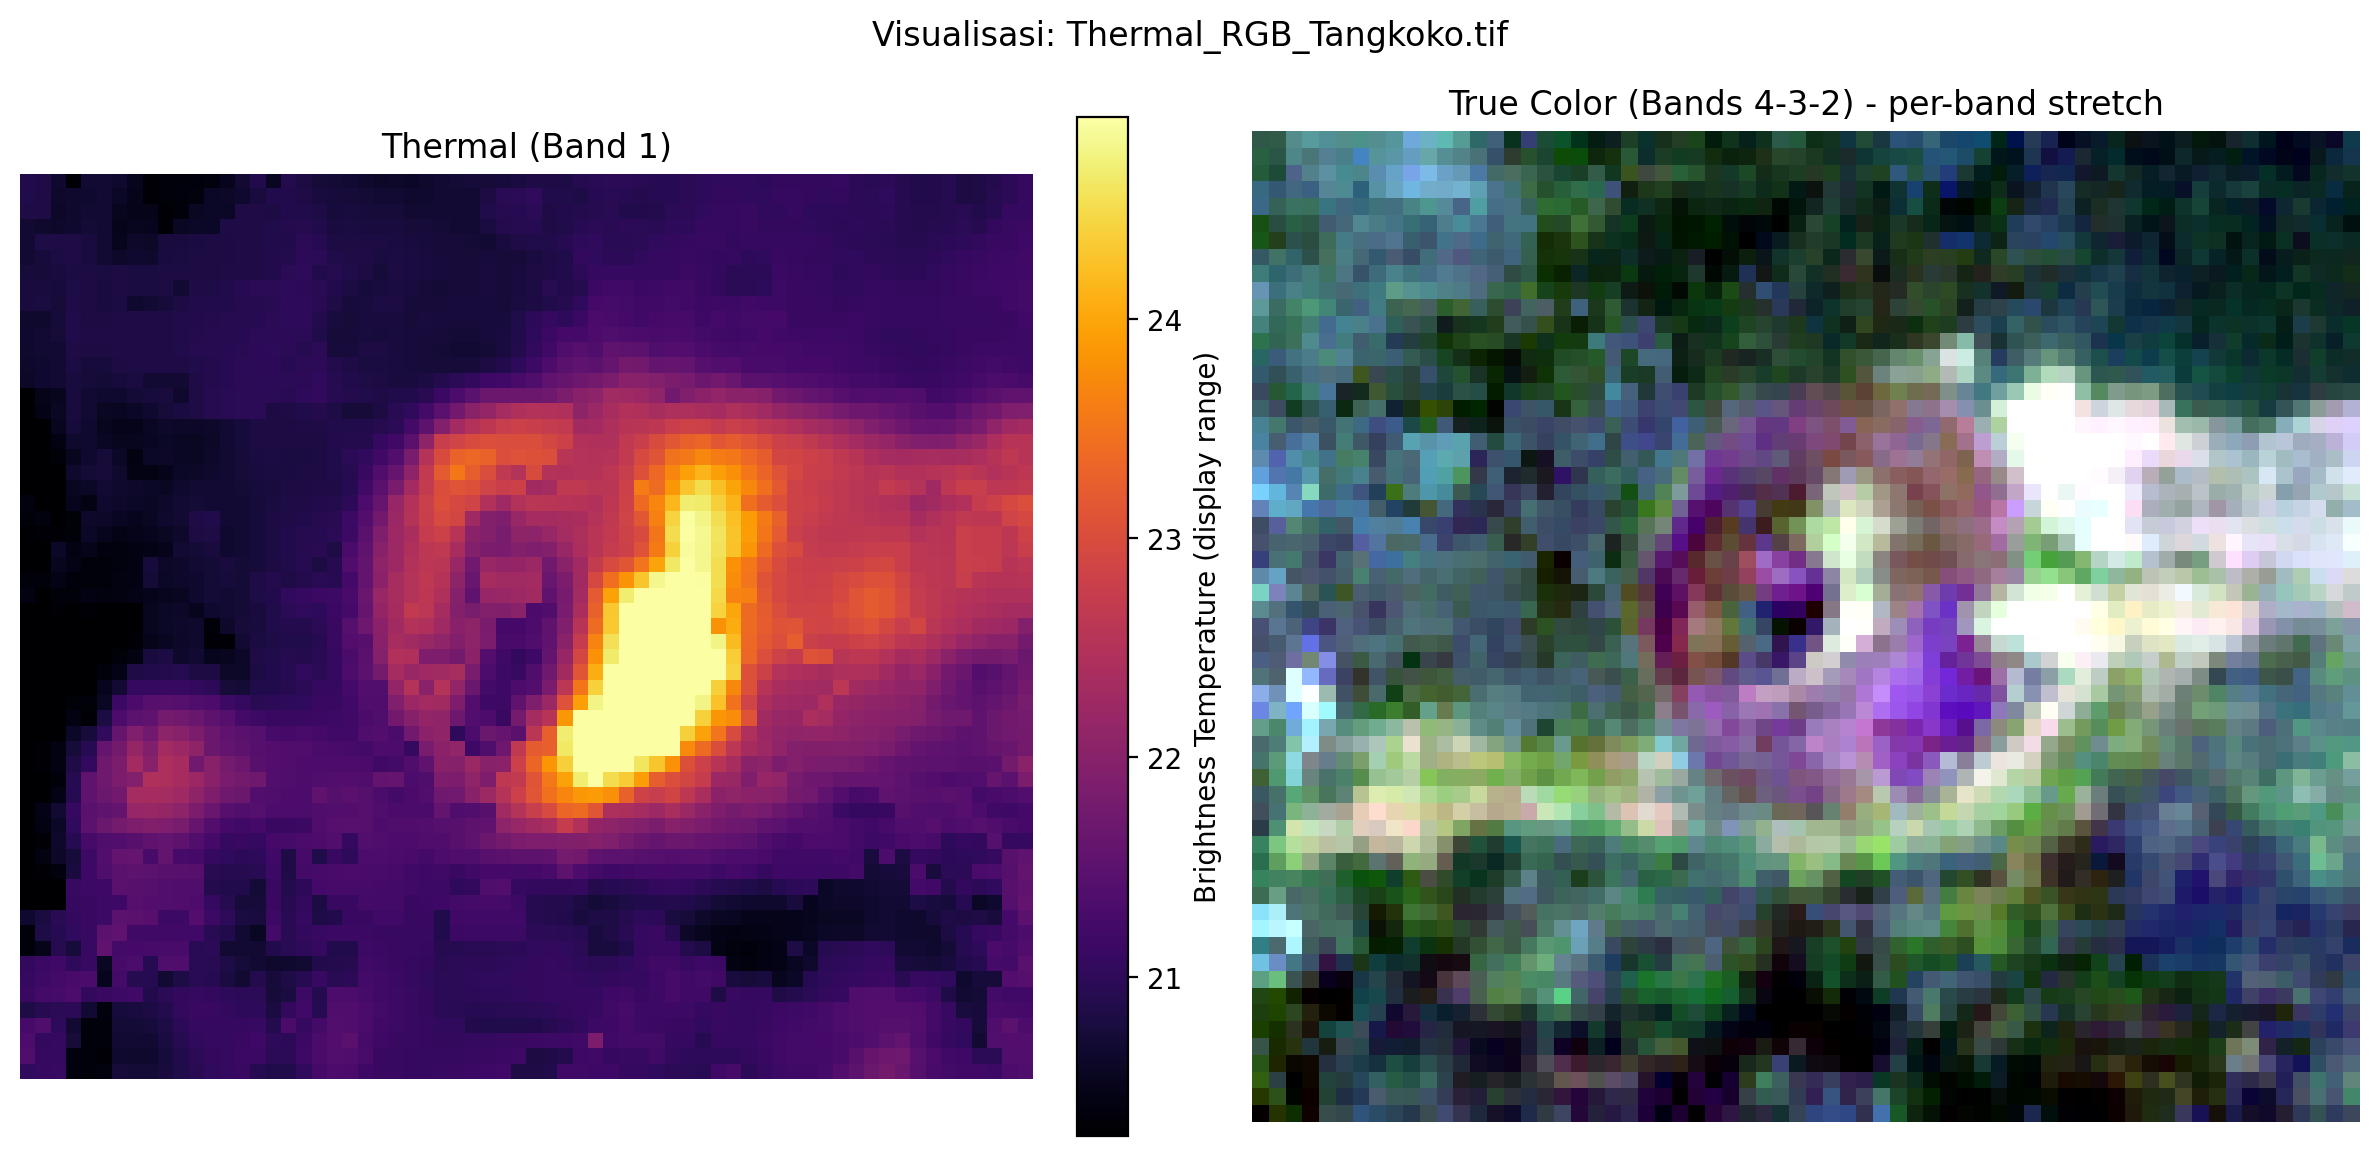 Visualisasi: Thermal_RGB_Tangkoko.tif
Thermal (Band 1)
24
23
22
21
Brightness Temperature (display range)
True Color (Bands 4-3-2) - per-band stretch